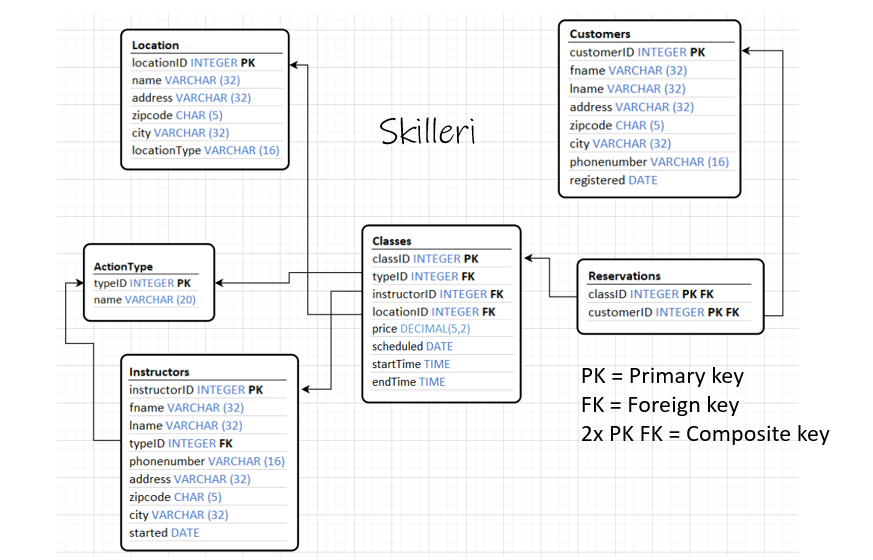 Location
locationID INTEGER PK
name VARCHAR (32)
address VARCHAR (32)
zipcode CHAR (5)
city VARCHAR (32)
locationType VARCHAR (16)
Skilleri
Customers
customerID INTEGER PK
fname VARCHAR (32)
lname VARCHAR (32)
address VARCHAR (32)
zipcode CHAR (5)
city VARCHAR (32)
phonenumber VARCHAR (16)
registered DATE
ActionType
typeID INTEGER PK
name VARCHAR (20)
Classes
classID INTEGER PK
typeID INTEGER FK
instructorID INTEGER FK
locationID INTEGER FK
price DECIMAL(5,2)
scheduled DATE
startTime TIME
endTime TIME
Reservations
classID INTEGER PK FK
customerID INTEGER PK FK
Instructors
instructorID INTEGER PK
fname VARCHAR (32)
lname VARCHAR (32)
typeID INTEGER FK
phonenumber VARCHAR (16)
address VARCHAR (32)
zipcode CHAR (5)
city VARCHAR (32)
started DATE
PK = Primary key
FK = Foreign key
2x PK FK = Composite key